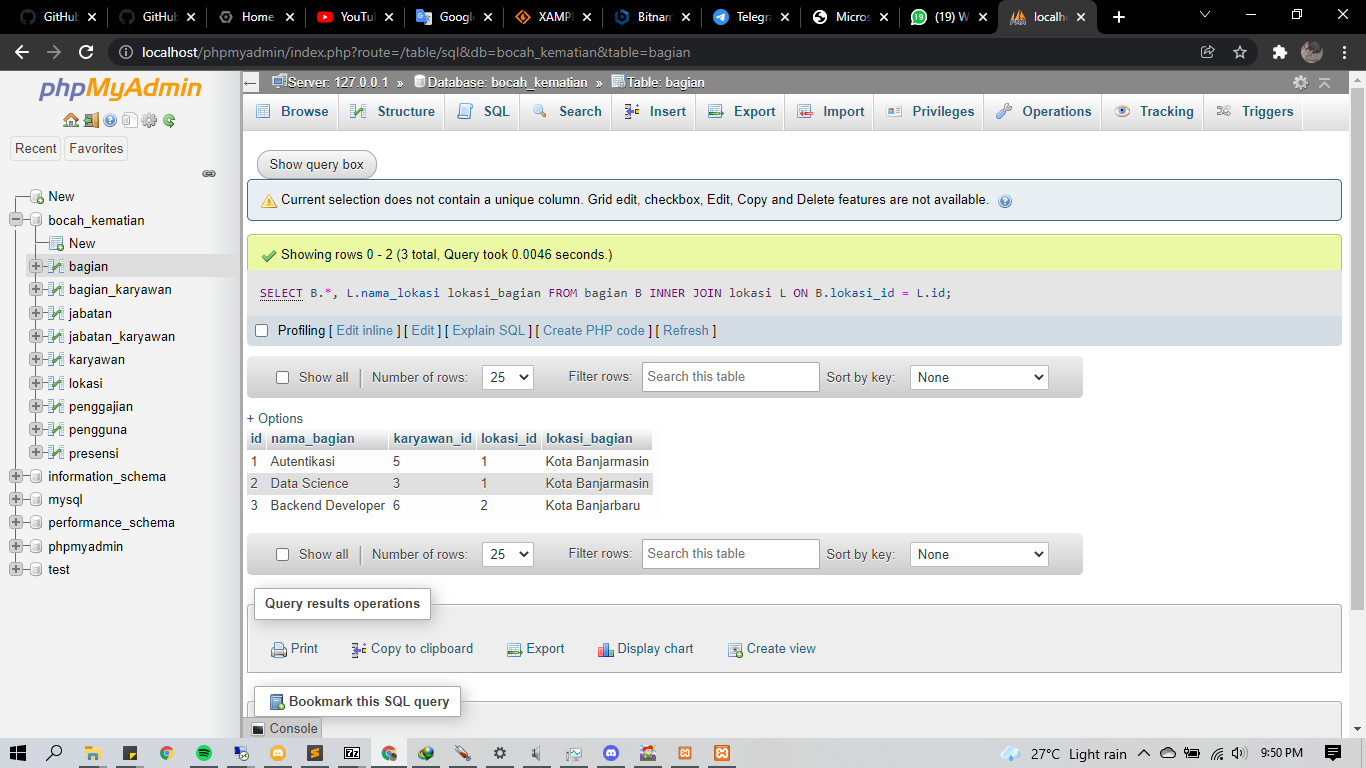 GitHub
GitHub
Home
YouTu
Googl
XAMP
Bitnam
Telegra
Micros
(19) W
localh
localhost/phpmyadmin/index.php?route=/table/sql&db=bocah_kematian&table=bagian
phpMyAdmin
Recent Favorites
New
bocah_kematian
New
bagian
bagian_karyawan
jabatan
jabatan_karyawan
karyawan
lokasi
penggajian
pengguna
presensi
information_schema
mysql
performance_schema
phpmyadmin
test
Server: 127.0.0.1 » Database: bocah_kematian » Table: bagian
Browse Structure SQL Search Insert Export Import Privileges Operations Tracking Triggers
Show query box
Current selection does not contain a unique column. Grid edit, checkbox, Edit, Copy and Delete features are not available.
Showing rows 0 - 2 (3 total, Query took 0.0046 seconds.)
SELECT B.*, L.nama_lokasi lokasi_bagian FROM bagian B INNER JOIN lokasi L ON B.lokasi_id = L.id;
Profiling [ Edit inline ] [ Edit ] [ Explain SQL ] [ Create PHP code ] [ Refresh ]
Show all Number of rows: 25 Filter rows: Search this table Sort by key: None
+ Options
id nama_bagian karyawan_id lokasi_id lokasi_bagian
1 Autentikasi 5 1 Kota Banjarmasin
2 Data Science 3 1 Kota Banjarmasin
3 Backend Developer 6 2 Kota Banjarbaru
Show all Number of rows: 25 Filter rows: Search this table Sort by key: None
Query results operations
Print Copy to clipboard Export Display chart Create view
Bookmark this SQL query
Console
27°C Light rain 9:50 PM